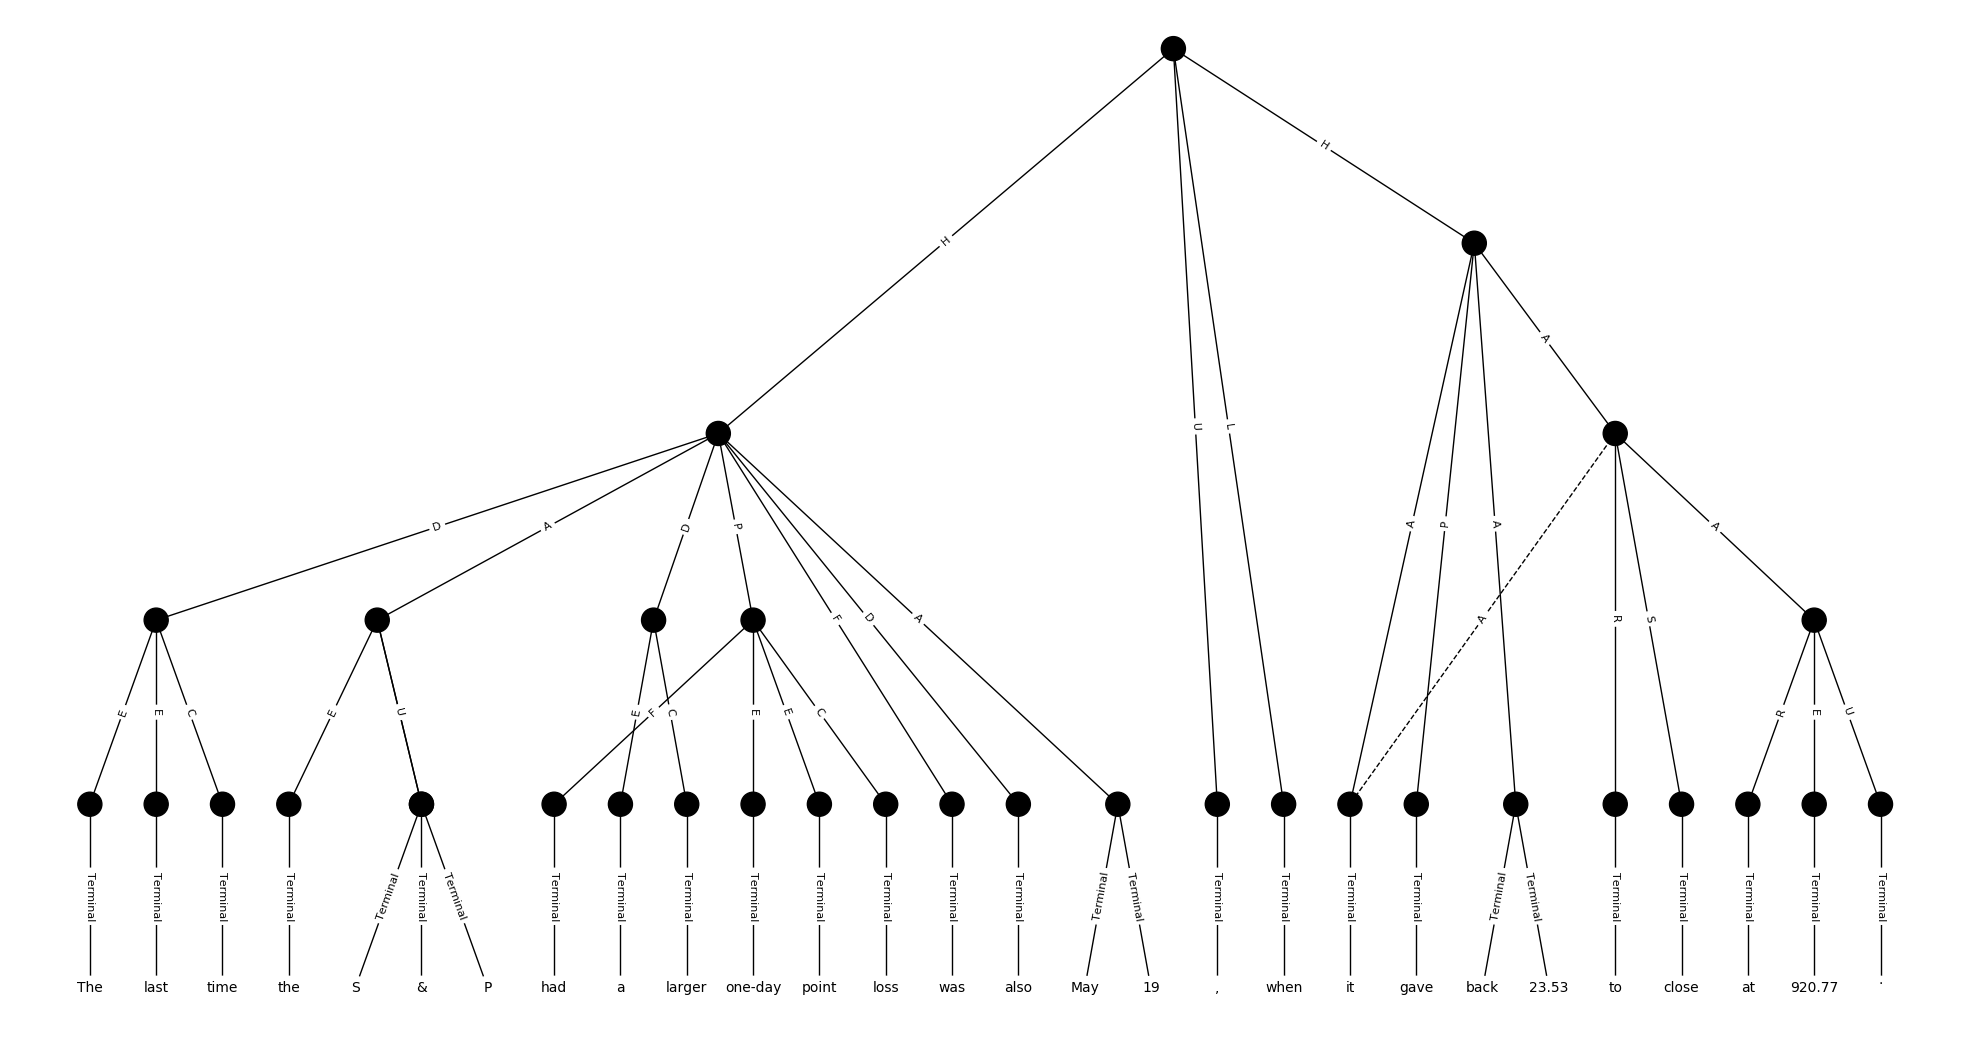 H
H
A
U L
D A D P A P A A R S A
F D A
E E C E U E F C E E C R E U
Terminal Terminal Terminal Terminal Terminal Terminal Terminal Terminal Terminal Terminal Terminal Terminal Terminal Terminal Terminal Terminal Terminal Terminal Terminal Terminal Terminal Terminal Terminal Terminal Terminal Terminal Terminal Terminal
The last time the S & P had a larger one-day point loss was also May 19 , when it gave back 23.53 to close at 920.77 .